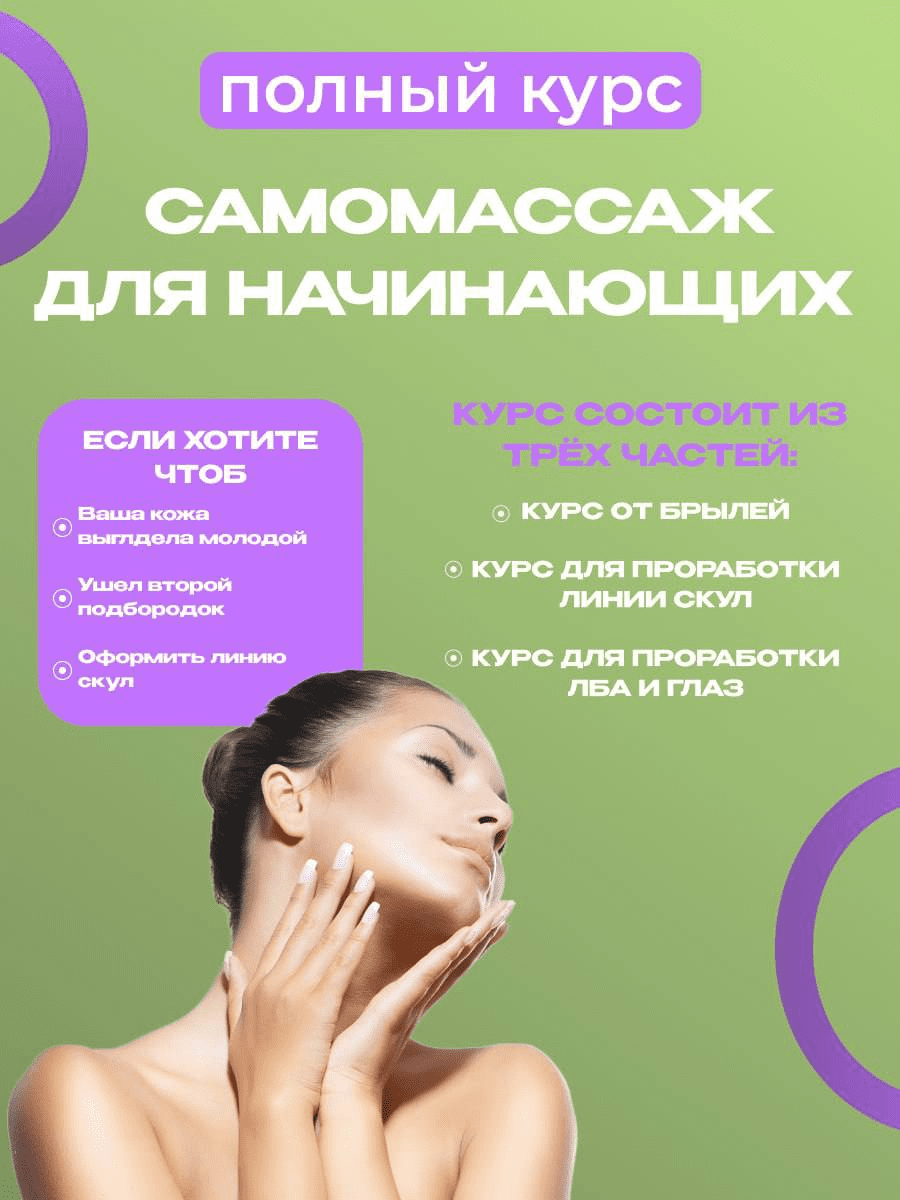 полный курс
САМОМАССАЖ
ДЛЯ НАЧИНАЮЩИХ
ЕСЛИ ХОТИТЕ
ЧТОБ
Ваша кожа
выглдела молодой
Ушел второй
подбородок
Оформить линию
скул
КУРС СОСТОИТ ИЗ
ТРЁХ ЧАСТЕЙ:
КУРС ОТ БРЫЛЕЙ
КУРС ДЛЯ ПРОРАБОТКИ
ЛИНИИ СКУЛ
КУРС ДЛЯ ПРОРАБОТКИ
ЛБА И ГЛАЗ